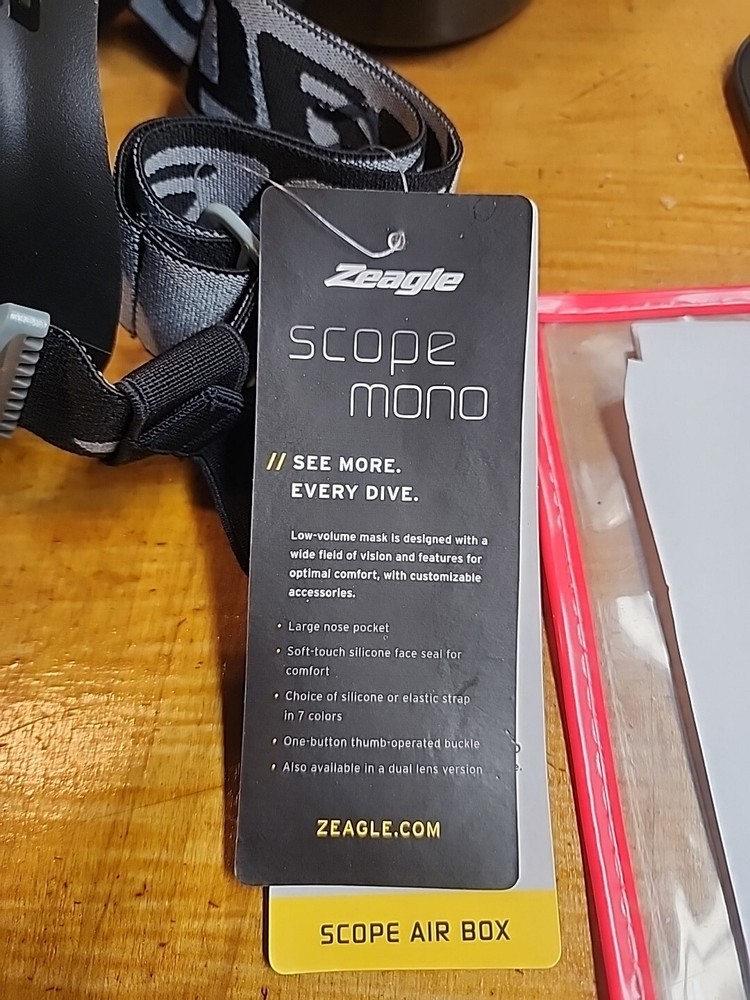 Zeagle
scope
mono
// SEE MORE.
EVERY DIVE.
Low-volume mask is designed with a
wide field of vision and features for
optimal comfort, with customizable
accessories.
• Large nose pocket
• Soft-touch silicone face seal for
comfort
• Choice of silicone or elastic strap
in 7 colors
• One-button thumb-operated buckle
• Also available in a dual lens version
ZEAGLE.COM
SCOPE AIR BOX